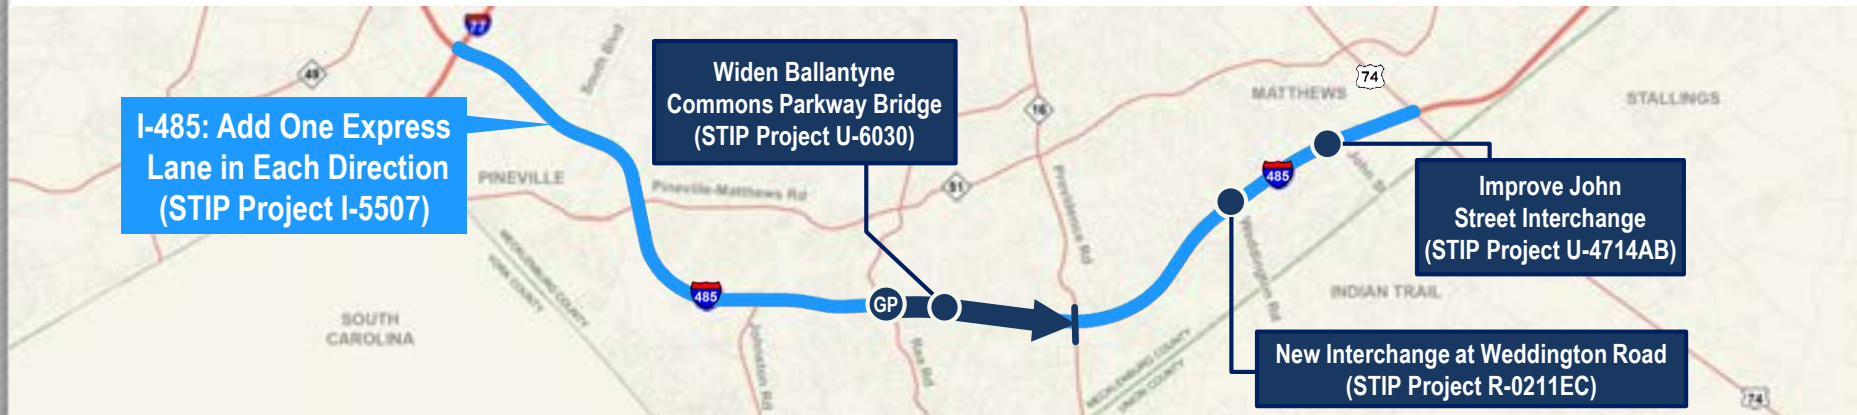 77
49
South Blvd
I-485: Add One Express
Lane in Each Direction
(STIP Project I-5507)
Widen Ballantyne
Commons Parkway Bridge
(STIP Project U-6030)
16
MATTHEWS
74
STALLINGS
PINEVILLE
Pineville-Matthews Rd
51
Providence Rd
485
John St
Improve John
Street Interchange
(STIP Project U-4714AB)
MECKLENBURG COUNTY
YORK COUNTY
485
GP
Weddington Rd
INDIAN TRAIL
SOUTH
CAROLINA
Johnston Rd
Rea Rd
MECKLENBURG COUNTY
UNION COUNTY
New Interchange at Weddington Road
(STIP Project R-0211EC)
74